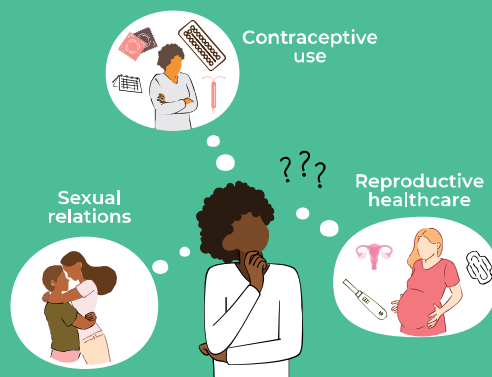 Contraceptive
use
???
Reproductive
healthcare
Sexual
relations